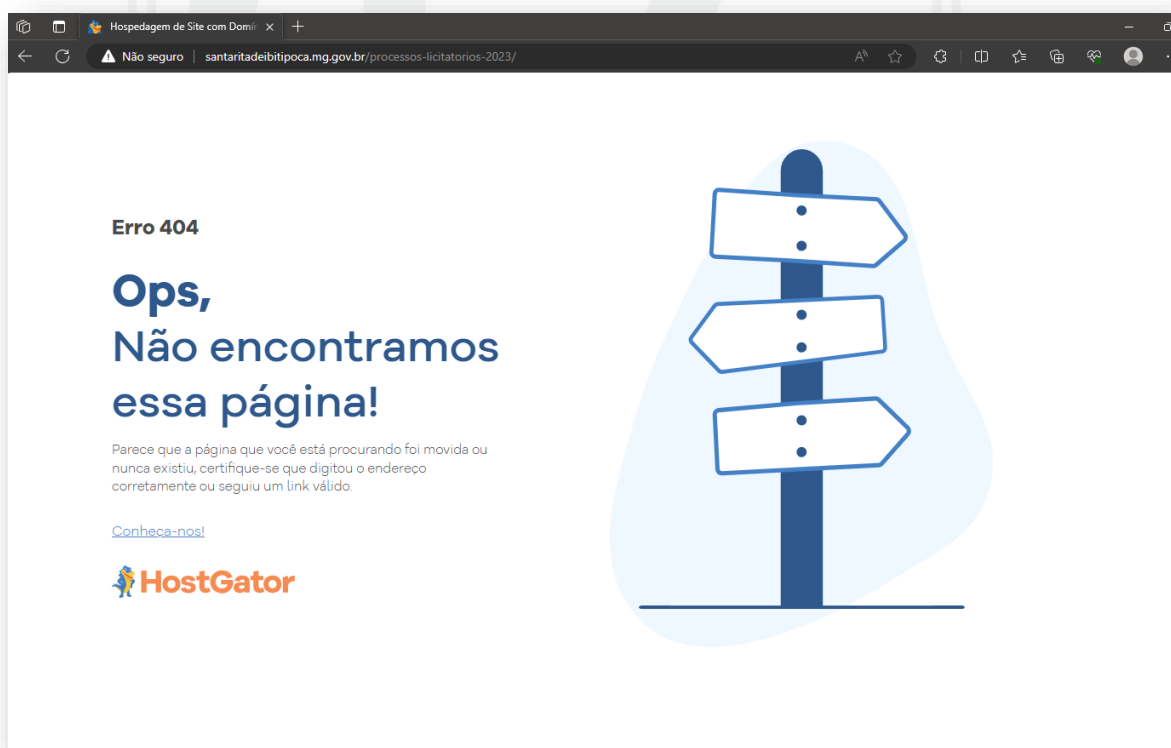 Hospedagem de Site com Domín
Não seguro
santaritadeibitipoca.mg.gov.br/processos-licitatorios-2023/
Erro 404
Ops,
Não encontramos
essa página!
Parece que a página que você está procurando foi movida ou
nunca existiu, certifique-se que digitou o endereço
corretamente ou seguiu um link válido.
Conheça-nos!
HostGator